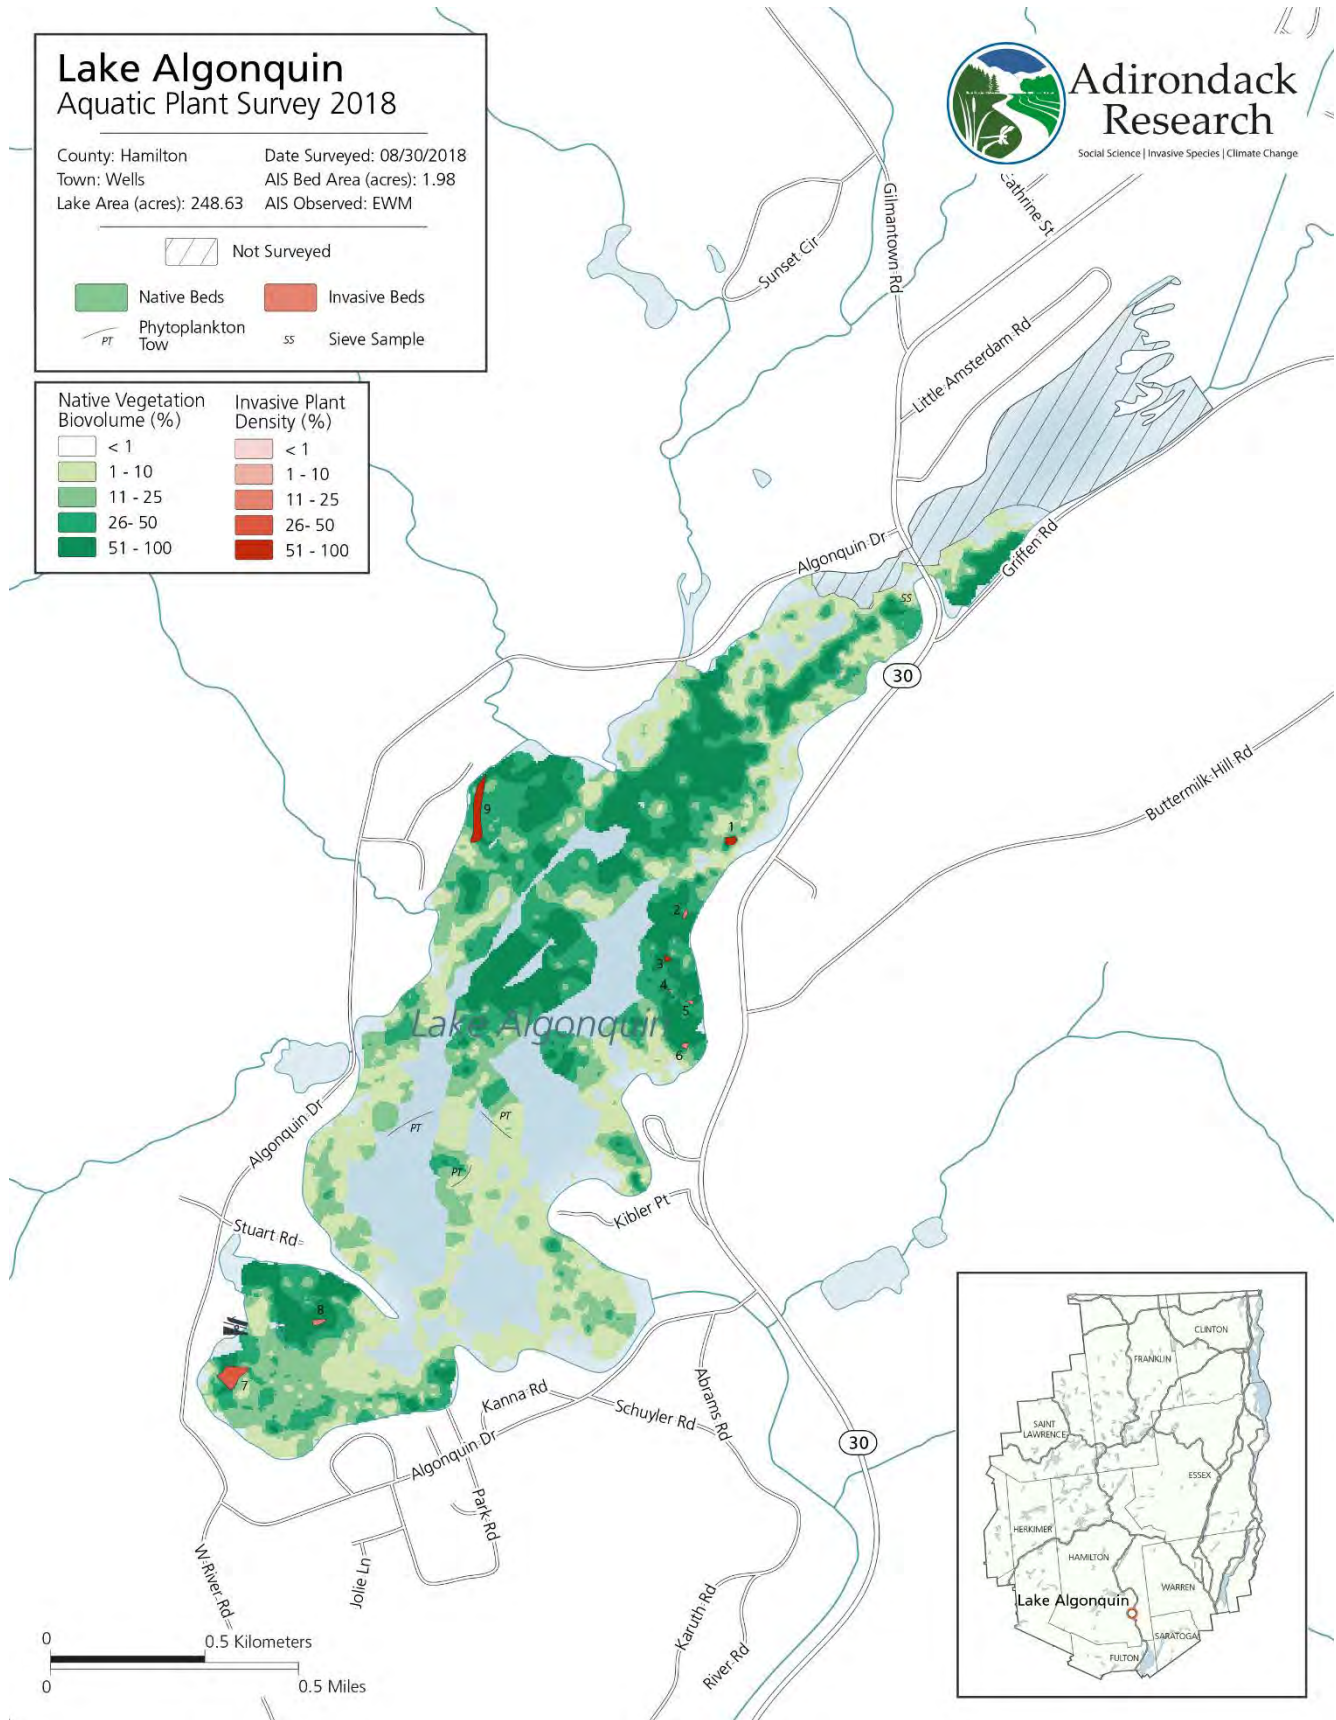 Lake Algonquin
Aquatic Plant Survey 2018
County: Hamilton
Date Surveyed: 08/30/2018
Town: Wells
AIS Bed Area (acres): 1.98
Lake Area (acres): 248.63
AIS Observed: EWM
Not Surveyed
Native Beds
Invasive Beds
PT
Phytoplankton
Tow
SS
Sieve Sample
Native Vegetation
Biovolume (%)
< 1
1 - 10
11 - 25
26- 50
51 - 100
Invasive Plant
Density (%)
< 1
1 - 10
11 - 25
26- 50
51 - 100
Adirondack
Research
Social Science | Invasive Species | Climate Change
Cathrine St
Gilmantown Rd
Sunset Cir
Little Amsterdam Rd
Algonquin Dr
Griffen Rd
SS
30
Buttermilk Hill Rd
9
1
2
3
4
5
6
Lake Algonquin
PT
PT
PT
Algonquin Dr
Kibler Pt
Stuart Rd
8
7
Kanna Rd
Schuyler Rd
Abrams Rd
Algonquin Dr
30
Park Rd
Jolie Ln
W River Rd
Karuth Rd
River Rd
0
0.5 Kilometers
0
0.5 Miles
CLINTON
FRANKLIN
SAINT
LAWRENCE
ESSEX
HERKIMER
HAMILTON
WARREN
Lake Algonquin
SARATOGA
FULTON